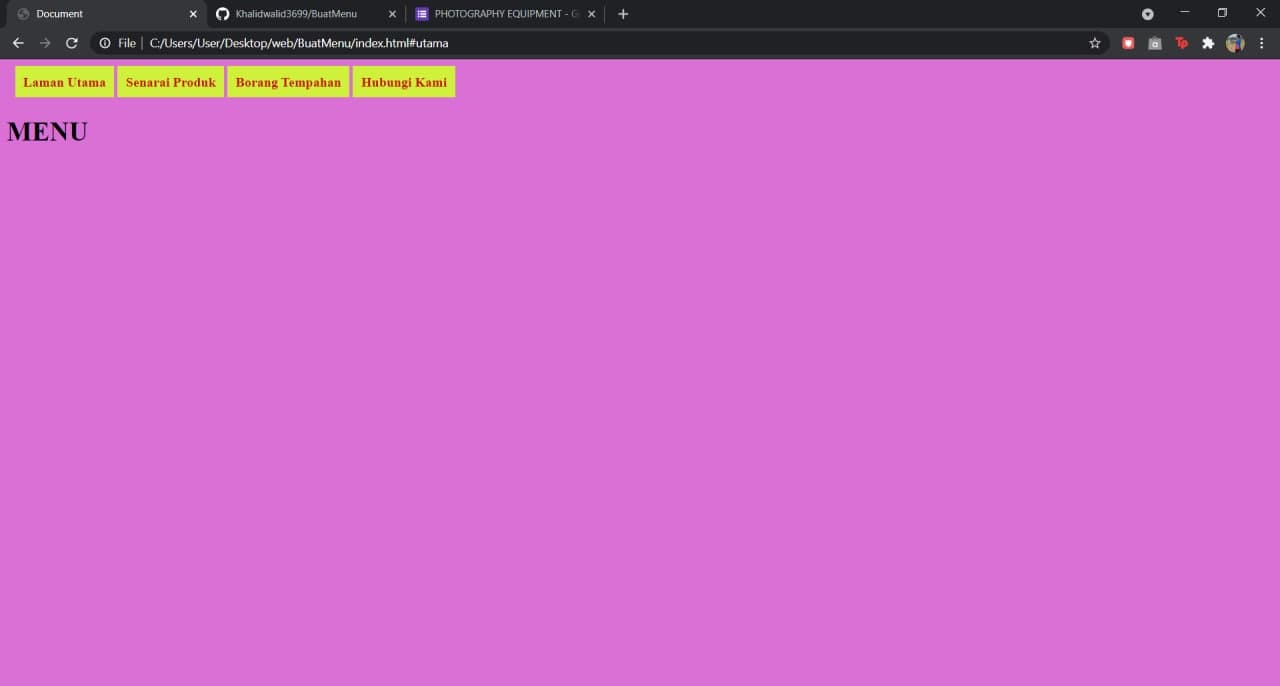 Document
Khalidwalid3699/BuatMenu
PHOTOGRAPHY EQUIPMENT - G
File
C:/Users/User/Desktop/web/BuatMenu/index.html#utama
Tp
Laman Utama Senarai Produk Borang Tempahan Hubungi Kami
MENU